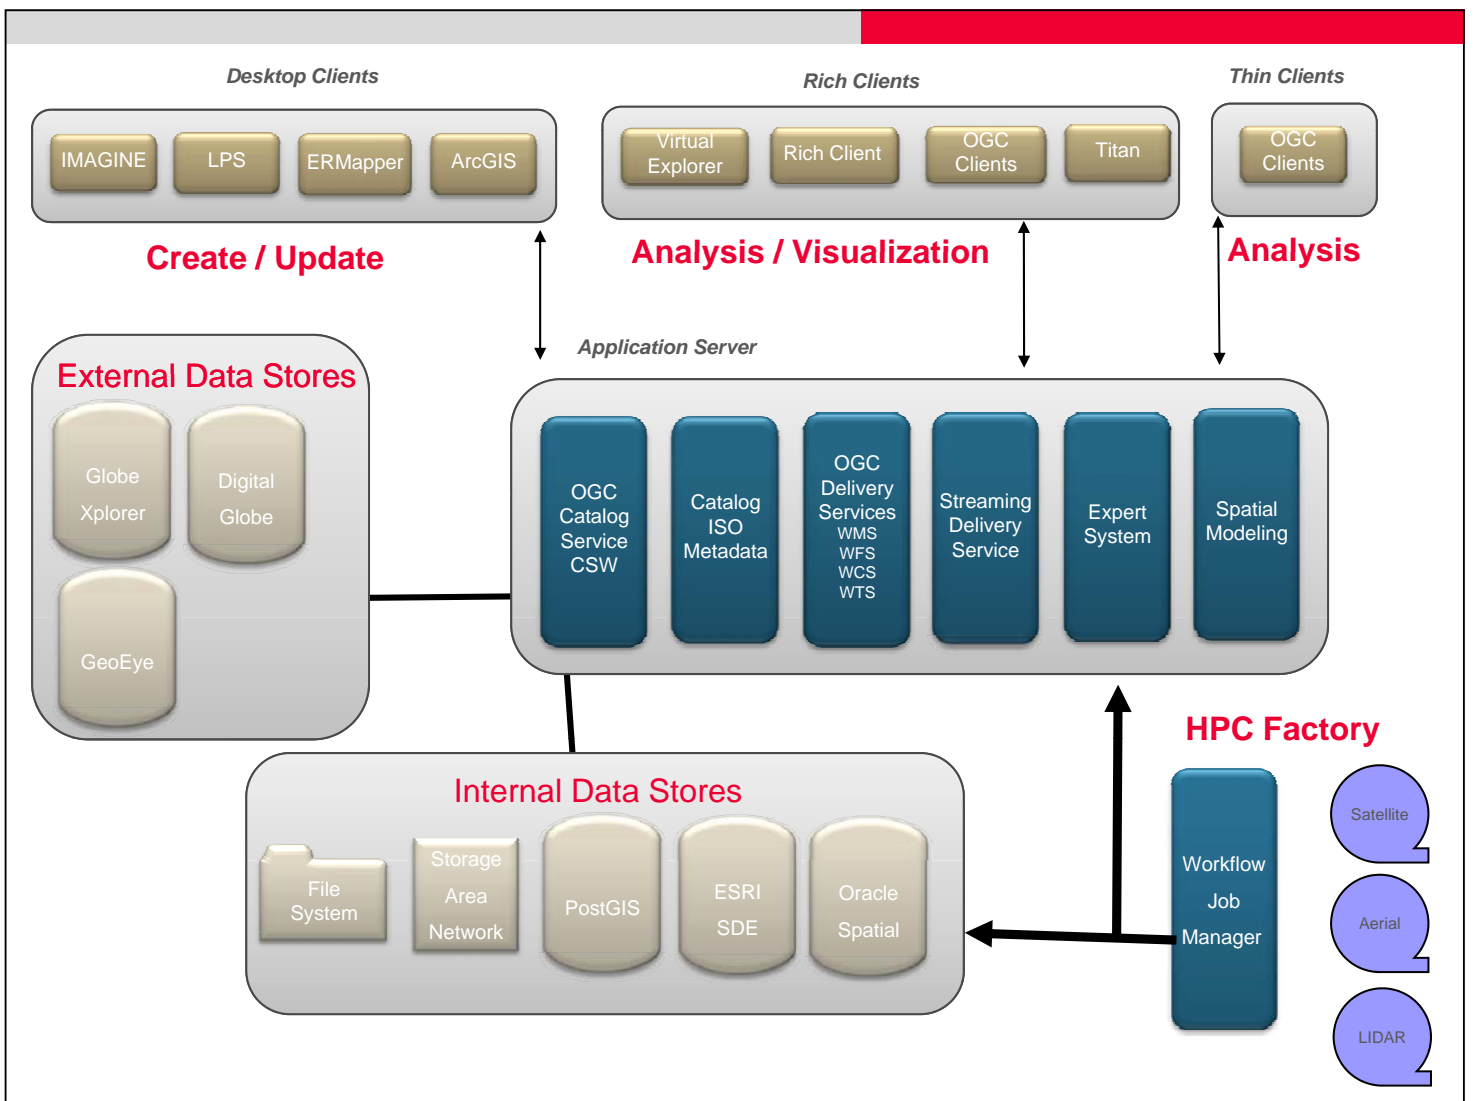 Desktop Clients
Rich Clients
Thin Clients
IMAGINE
LPS
ERMapper
ArcGIS
Virtual
Explorer
Rich Client
OGC
Clients
Titan
OGC
Clients
Create / Update
Analysis / Visualization
Analysis
Application Server
External Data Stores
Globe
Xplorer
Digital
Globe
GeoEye
OGC
Catalog
Service
CSW
Catalog
ISO
Metadata
OGC
Delivery
Services
WMS
WFS
WCS
WTS
Streaming
Delivery
Service
Expert
System
Spatial
Modeling
Internal Data Stores
File
System
Storage
Area
Network
PostGIS
ESRI
SDE
Oracle
Spatial
HPC Factory
Workflow
Job
Manager
Satellite
Aerial
LIDAR